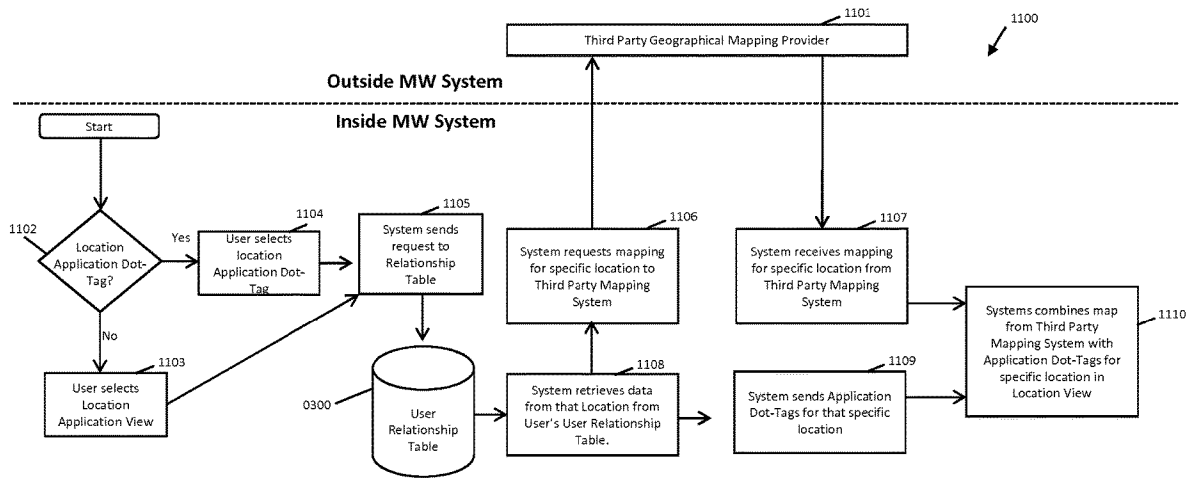 1101
1100
Third Party Geographical Mapping Provider
Outside MW System
Inside MW System
Start
1102
Location
Application Dot-
Tag?
Yes
No
1104
User selects
location
Application Dot-
Tag
1103
User selects
Location
Application View
1105
System sends
request to
Relationship
Table
0300
User
Relationship
Table
1106
System requests mapping
for specific location to
Third Party Mapping
System
1108
System retrieves data
from that Location from
User's User Relationship
Table.
1107
System receives mapping
for specific location from
Third Party Mapping
System
1109
System sends Application
Dot-Tags for that specific
location
1110
Systems combines map
from Third Party
Mapping System with
Application Dot-Tags for
specific location in
Location View